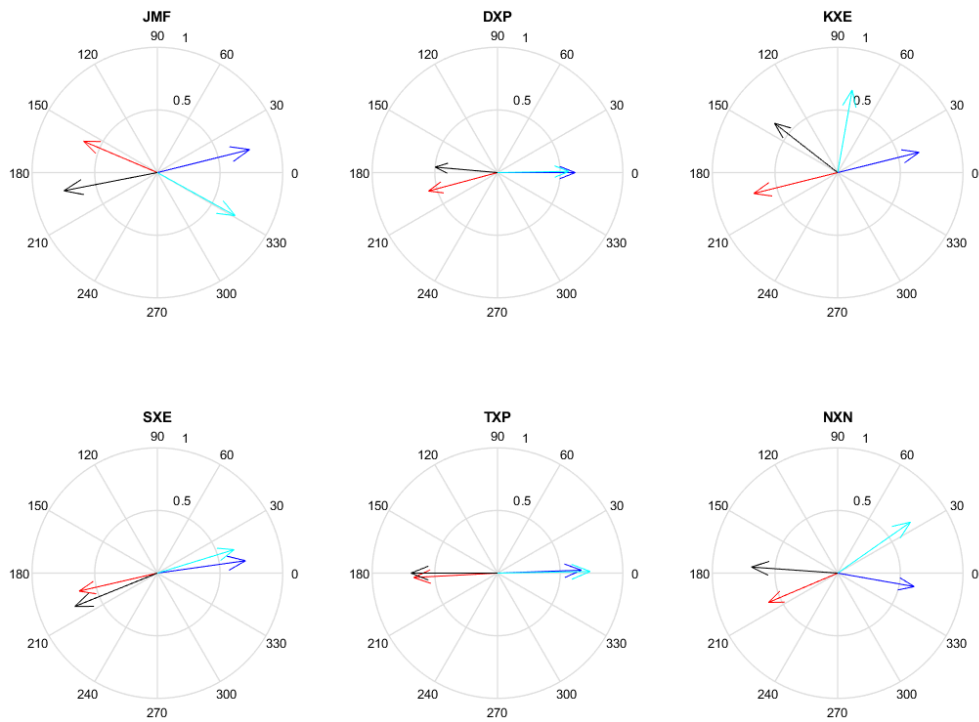 JMF DXP KXE
90 1 90 1 90 1
120 60 120 60 120 60
150 0.5 30 150 0.5 30 150 0.5 30
180 0 180 0 180 0
210 330 210 330 210 330
240 300 240 300 240 300
270 270 270
SXE TXP NXN
90 1 90 1 90 1
120 60 120 60 120 60
150 0.5 30 150 0.5 30 150 0.5 30
180 0 180 0 180 0
210 330 210 330 210 330
240 300 240 300 240 300
270 270 270